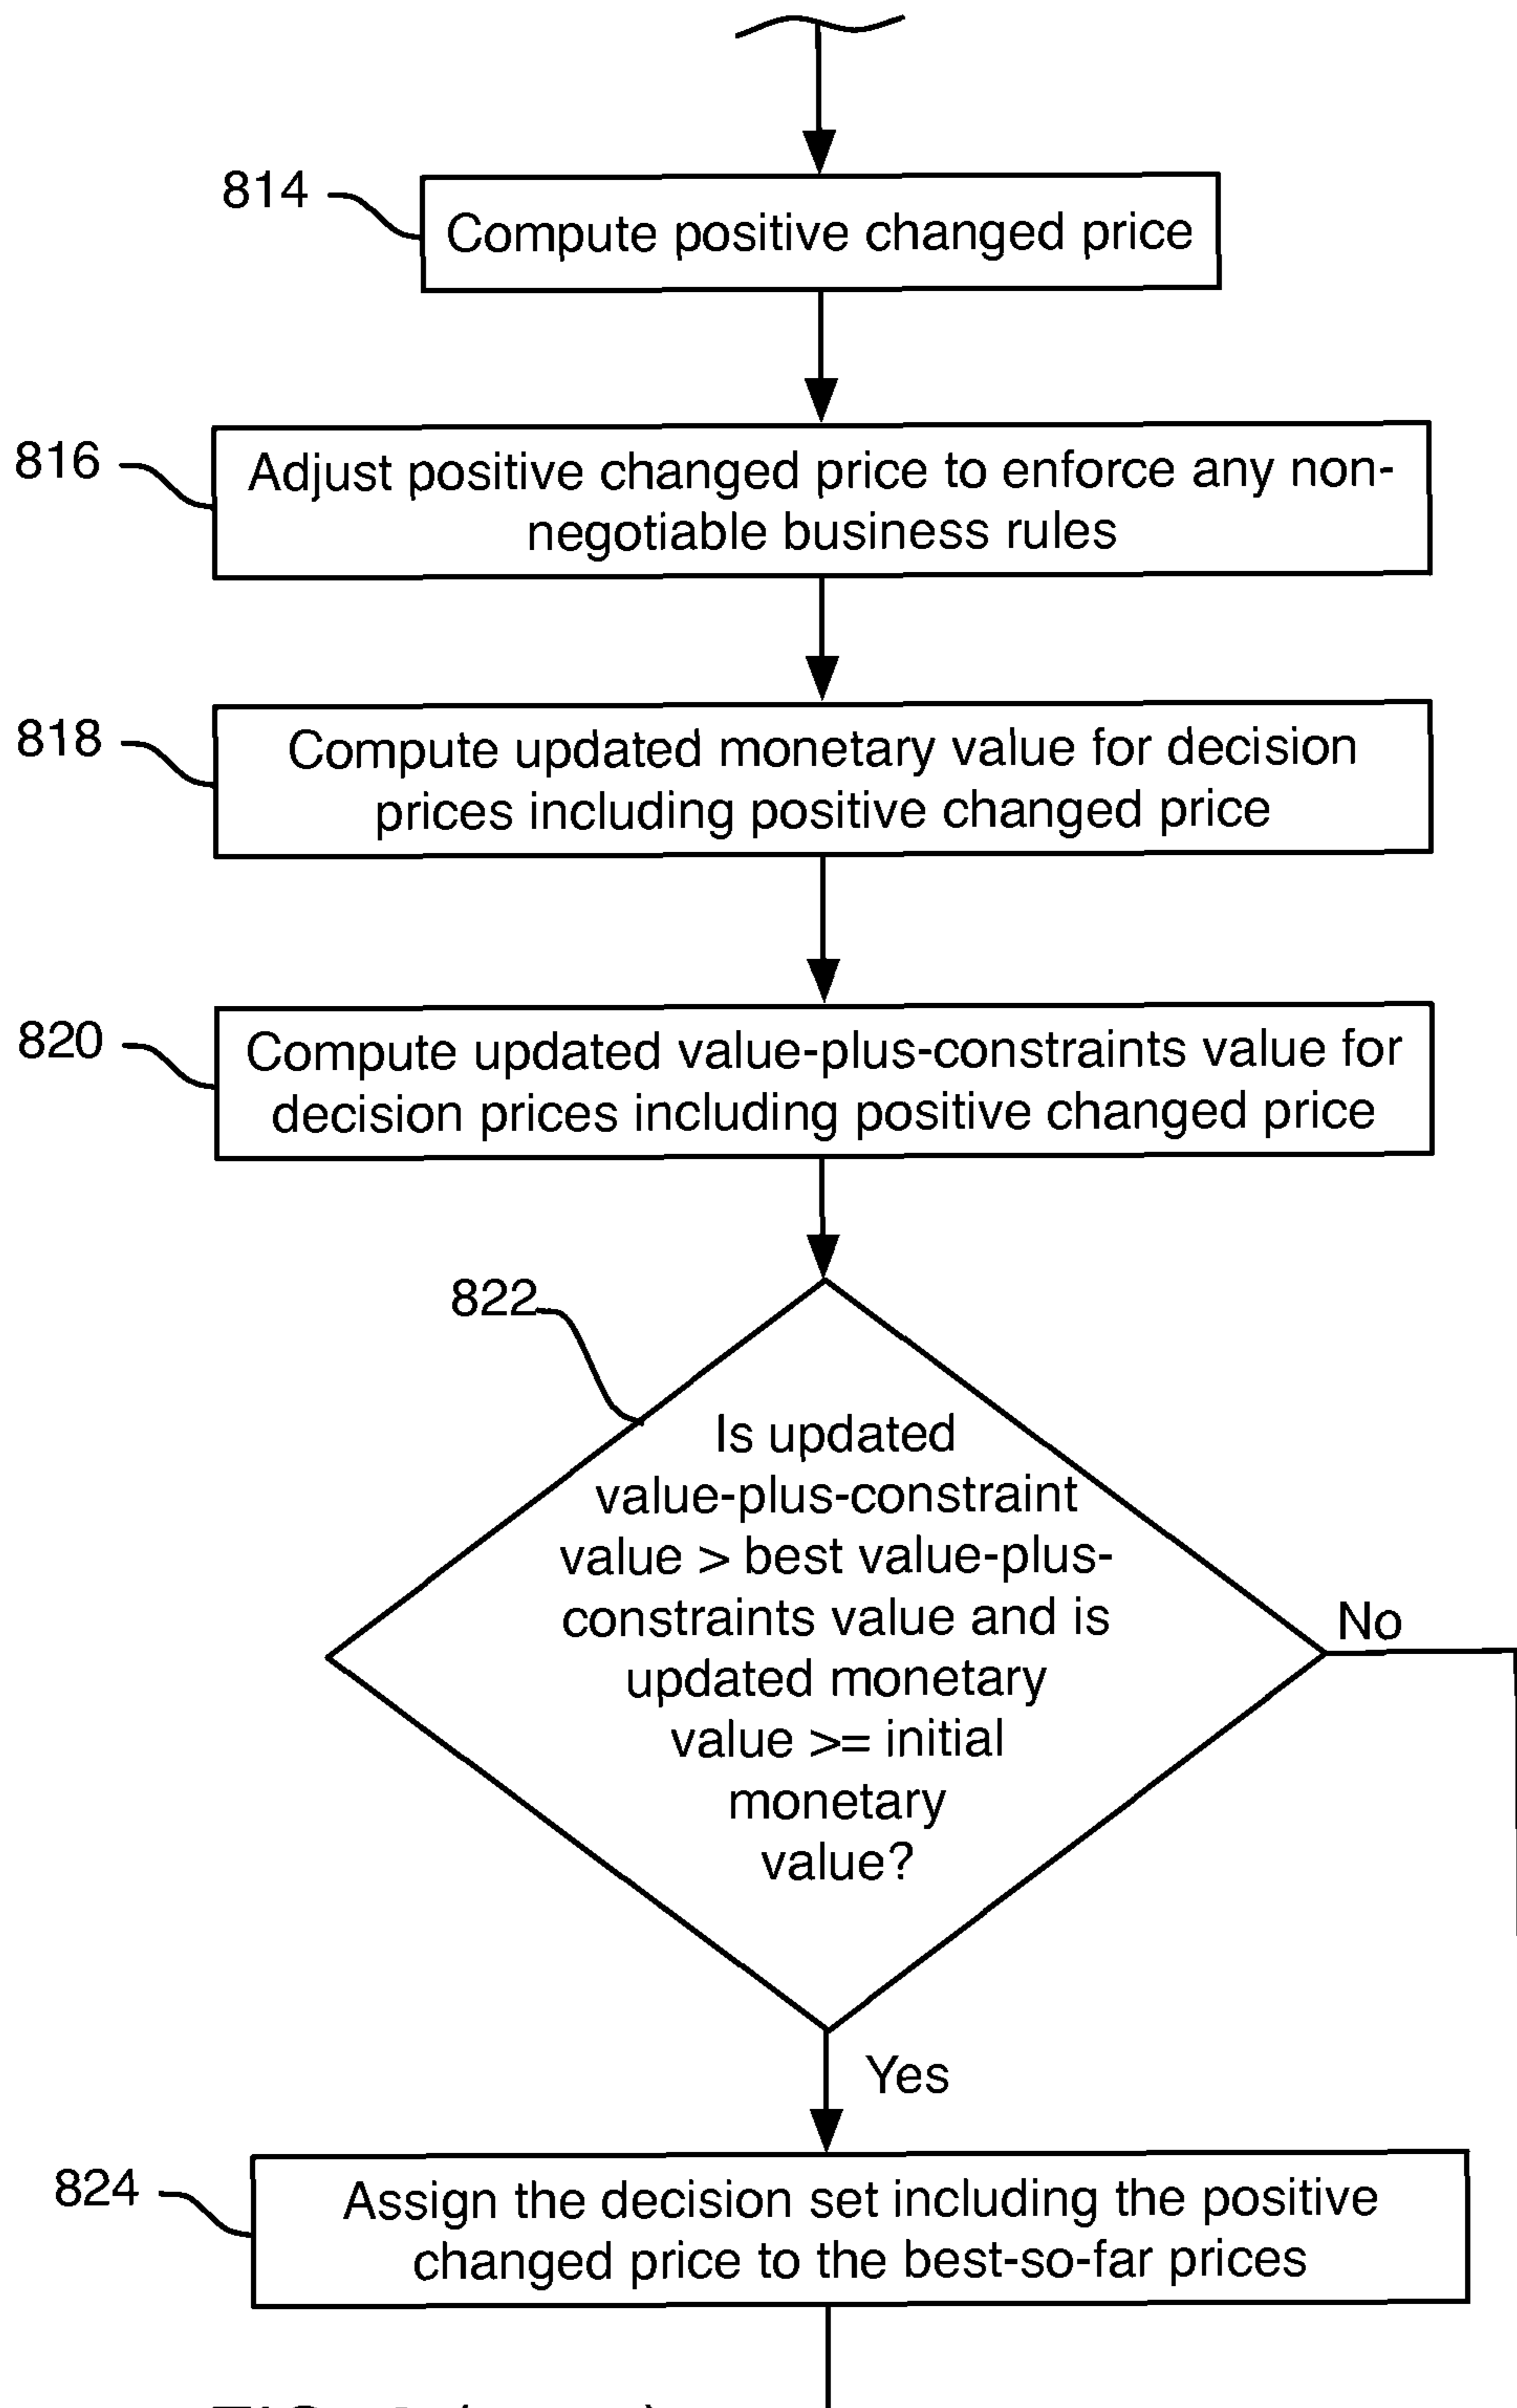 814
Compute positive changed price
816
Adjust positive changed price to enforce any non-
negotiable business rules
818
Compute updated monetary value for decision
prices including positive changed price
820
Compute updated value-plus-constraints value for
decision prices including positive changed price
822
Is updated
value-plus-constraint
value > best value-plus-
constraints value and is
updated monetary
value >= initial
monetary
value?
No
Yes
824
Assign the decision set including the positive
changed price to the best-so-far prices